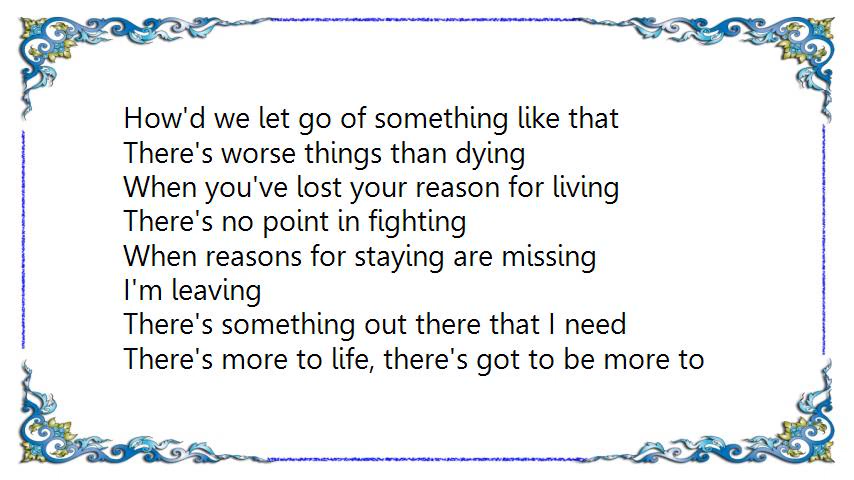 How'd we let go of something like that
There's worse things than dying
When you've lost your reason for living
There's no point in fighting
When reasons for staying are missing
I'm leaving
There's something out there that I need
There's more to life, there's got to be more to